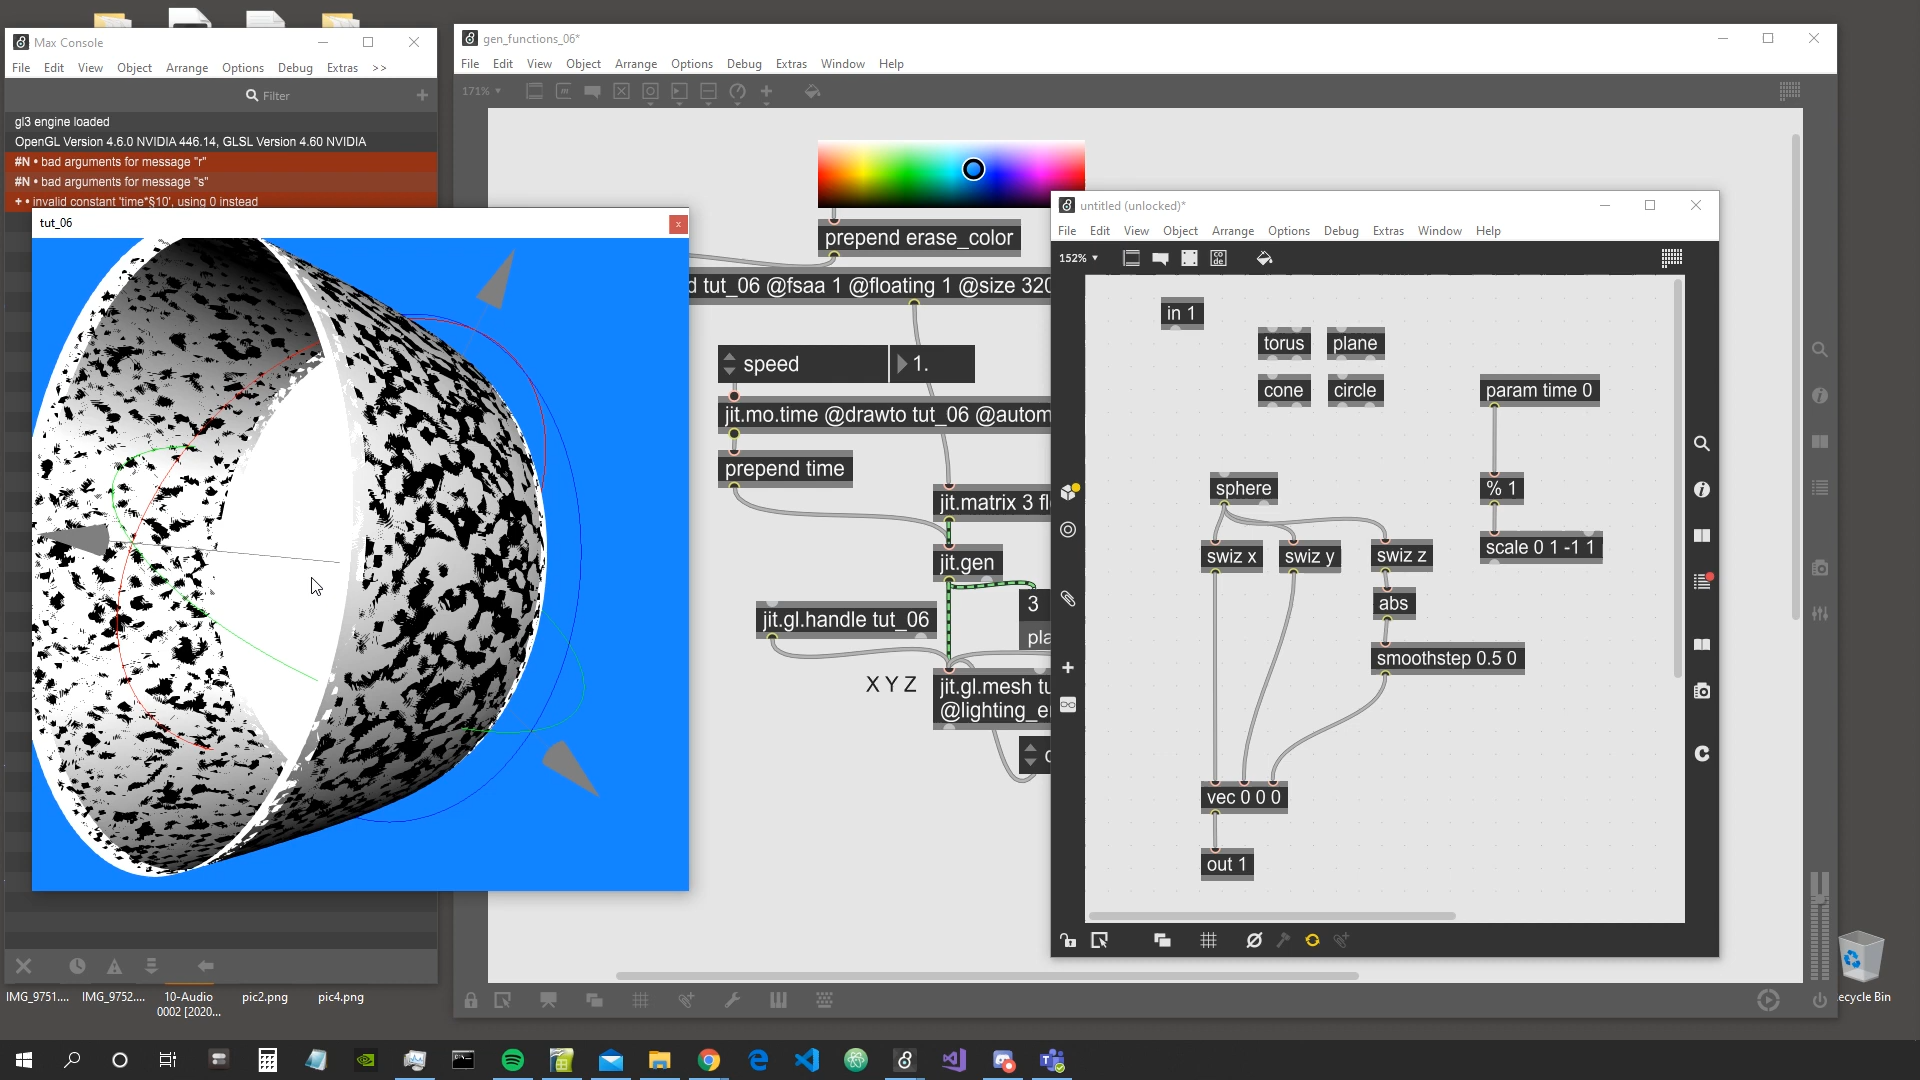 Max Console
File Edit View Object Arrange Options Debug Extras >>
Filter
gl3 engine loaded
OpenGL Version 4.6.0 NVIDIA 446.14, GLSL Version 4.60 NVIDIA
#N • bad arguments for message "r"
#N • bad arguments for message "s"
+ • invalid constant 'time*§10', using 0 instead
tut_06
x
gen_functions_06*
File Edit View Object Arrange Options Debug Extras Window Help
171%
prepend erase_color
d tut_06 @fsaa 1 @floating 1 @size 320
speed 1.
jit.mo.time @drawto tut_06 @autom
prepend time
jit.matrix 3 fl
jit.gen
jit.gl.handle tut_06
3
pla
X Y Z
jit.gl.mesh tu
@lighting_e
untitled (unlocked)*
File Edit View Object Arrange Options Debug Extras Window Help
152%
co
de
in 1
torus plane
cone circle
param time 0
sphere
% 1
swiz x swiz y swiz z
scale 0 1 -1 1
abs
smoothstep 0.5 0
vec 0 0 0
out 1
IMG_9751.... IMG_9752.... 10-Audio pic2.png pic4.png
0002 [2020...
ecycle Bin